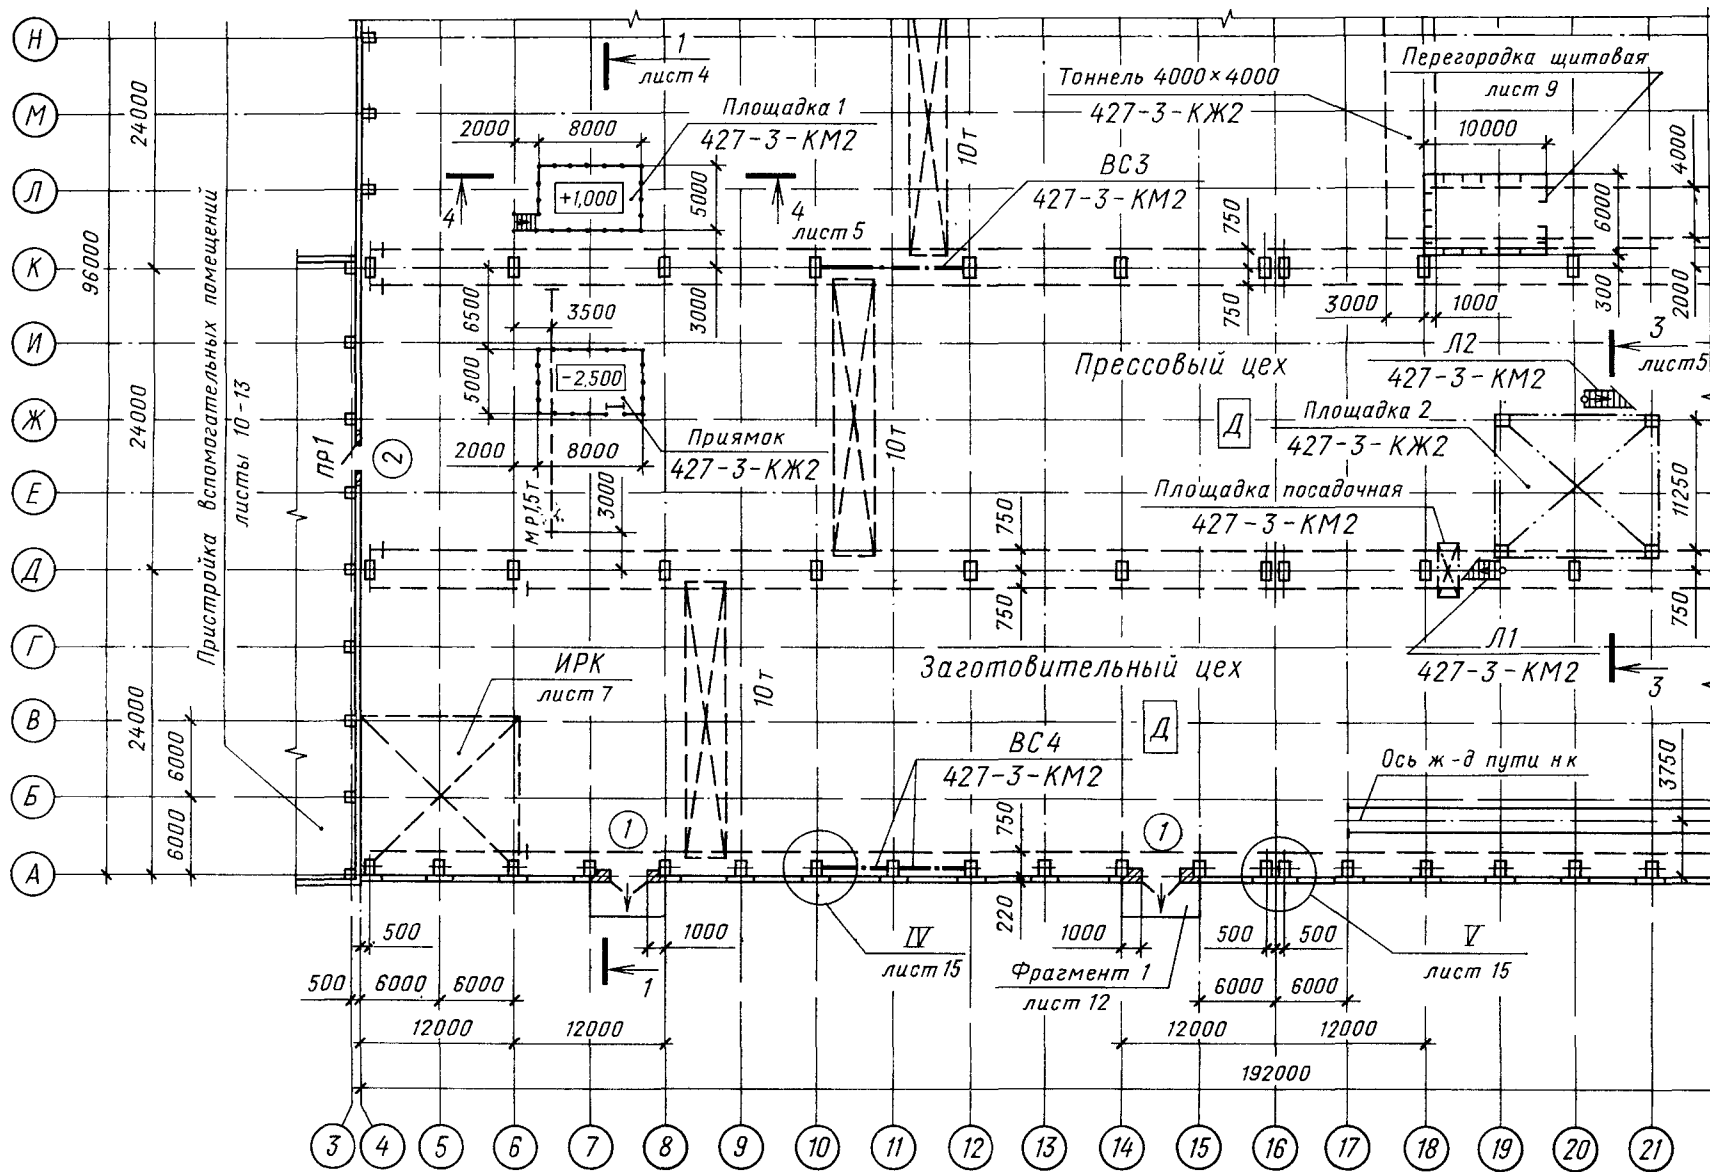 Н
М
Л
К
И
Ж
Е
Д
Г
В
Б
А
96000
24000
24000
24000
6000
6000
Пристройка вспомогательных помещений
листы 10-13
ПР1
2
1
лист 4
Площадка 1
427-3-КМ2
2000
8000
+1,000
5000
4
4
лист 5
10т
ВС3
427-3-КМ2
Тоннель 4000×4000
427-3-КЖ2
Перегородка щитовая
лист 9
10000
4000
6000
300
2000
3000
1000
750
750
6500
3500
3000
5000
-2,500
2000
8000
Приямок
427-3-КЖ2
МР1,5т
3000
10т
Прессовый цех
Д
Л2
427-3-КМ2
3
лист 5
Площадка 2
427-3-КЖ2
11250
Площадка посадочная
427-3-КМ2
750
750
750
Л1
427-3-КМ2
3
ИРК
лист 7
10т
Заготовительный цех
Д
ВС4
427-3-КМ2
Ось ж-д пути нк
3750
750
1
1
220
500
1000
IV
лист 15
1000
500
500
V
лист 15
1
Фрагмент 1
лист 12
500
6000
6000
6000
6000
12000
12000
12000
12000
192000
3
4
5
6
7
8
9
10
11
12
13
14
15
16
17
18
19
20
21